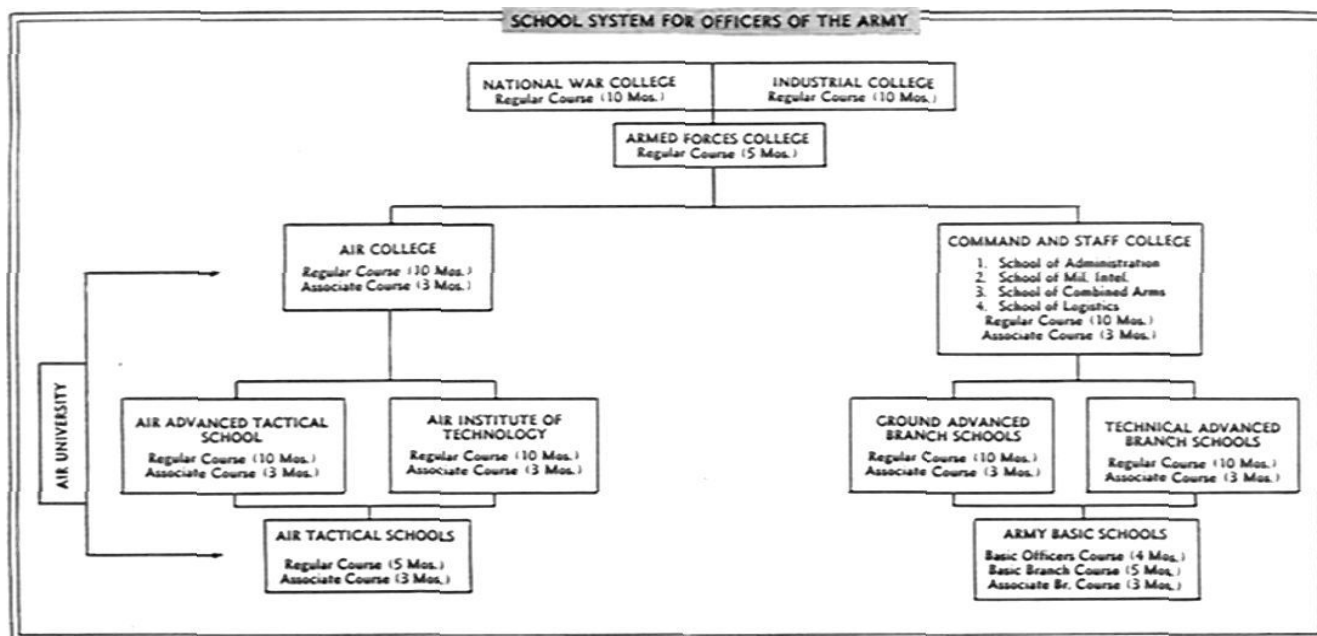 SCHOOL SYSTEM FOR OFFICERS OF THE ARMY
NATIONAL WAR COLLEGE
Regular Course (10 Mos.)
INDUSTRIAL COLLEGE
Regular Course (10 Mos.)
ARMED FORCES COLLEGE
Regular Course (5 Mos.)
AIR COLLEGE
Regular Course (10 Mos.)
Associate Course (3 Mos.)
COMMAND AND STAFF COLLEGE
1. School of Administration
2. School of Mil. Intel.
3. School of Combined Arms
4. School of Logistics
Regular Course (10 Mos.)
Associate Course (3 Mos.)
AIR UNIVERSITY
AIR ADVANCED TACTICAL
SCHOOL
Regular Course (10 Mos.)
Associate Course (3 Mos.)
AIR INSTITUTE OF
TECHNOLOGY
Regular Course (10 Mos.)
Associate Course (3 Mos.)
GROUND ADVANCED
BRANCH SCHOOLS
Regular Course (10 Mos.)
Associate Course (3 Mos.)
TECHNICAL ADVANCED
BRANCH SCHOOLS
Regular Course (10 Mos.)
Associate Course (3 Mos.)
AIR TACTICAL SCHOOLS
Regular Course (5 Mos.)
Associate Course (3 Mos.)
ARMY BASIC SCHOOLS
Basic Officers Course (4 Mos.)
Basic Branch Course (5 Mos.)
Associate Br. Course (3 Mos.)